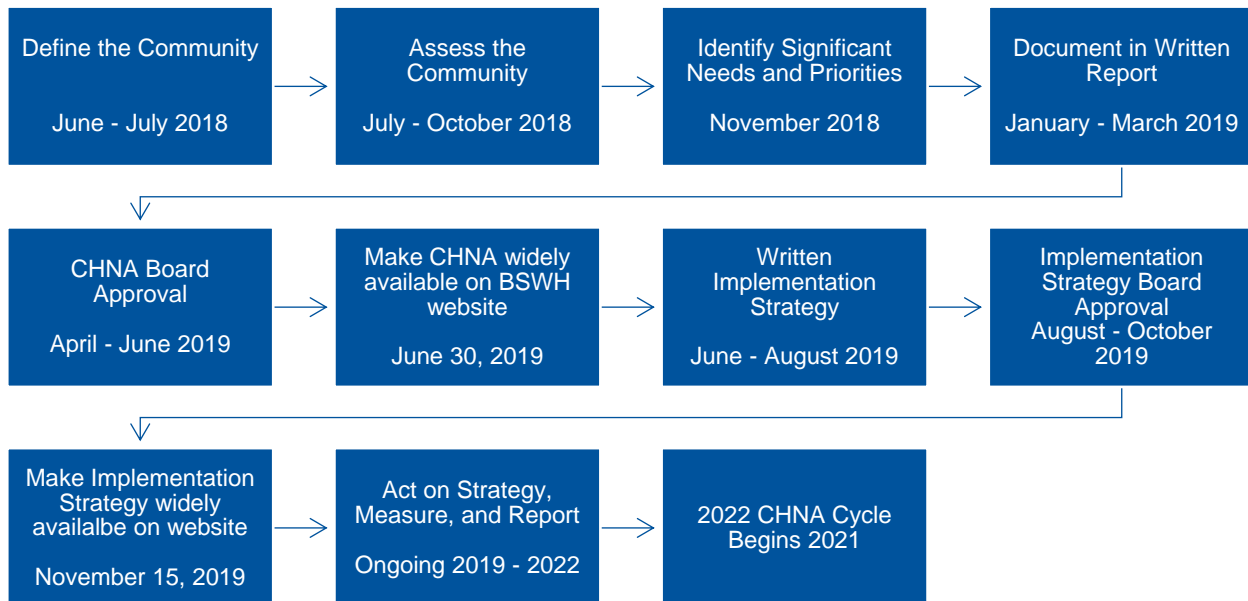 Define the Community
June - July 2018
Assess the
Community
July - October 2018
Identify Significant
Needs and Priorities
November 2018
Document in Written
Report
January - March 2019
CHNA Board
Approval
April - June 2019
Make CHNA widely
available on BSWH
website
June 30, 2019
Written
Implementation
Strategy
June - August 2019
Implementation
Strategy Board
Approval
August - October
2019
Make Implementation
Strategy widely
availalbe on website
November 15, 2019
Act on Strategy,
Measure, and Report
Ongoing 2019 - 2022
2022 CHNA Cycle
Begins 2021